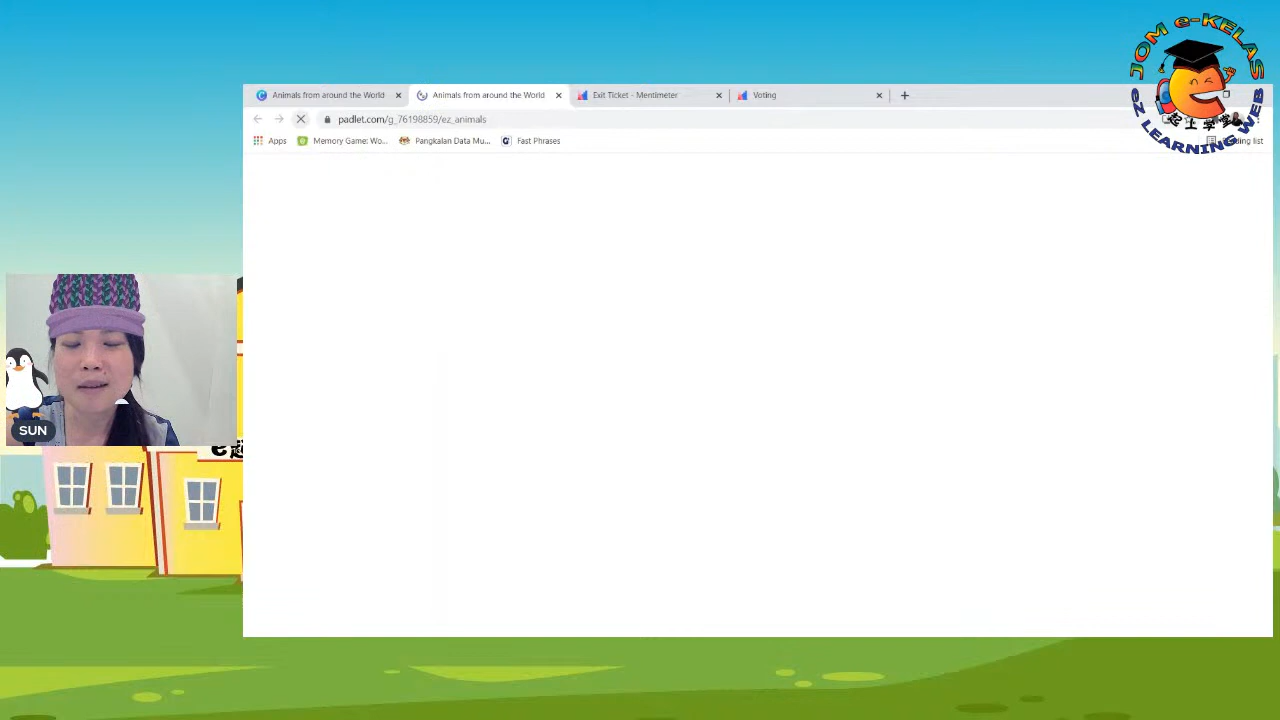 JOM e-KELAS
Animals from around the World
Animals from around the World
Exit Ticket - Mentimeter
Voting
padlet.com/g_76198859/ez_animals
EZ LEARNING WEB
Apps
Memory Game: Wo...
Pangkalan Data Mu...
Fast Phrases
SUN